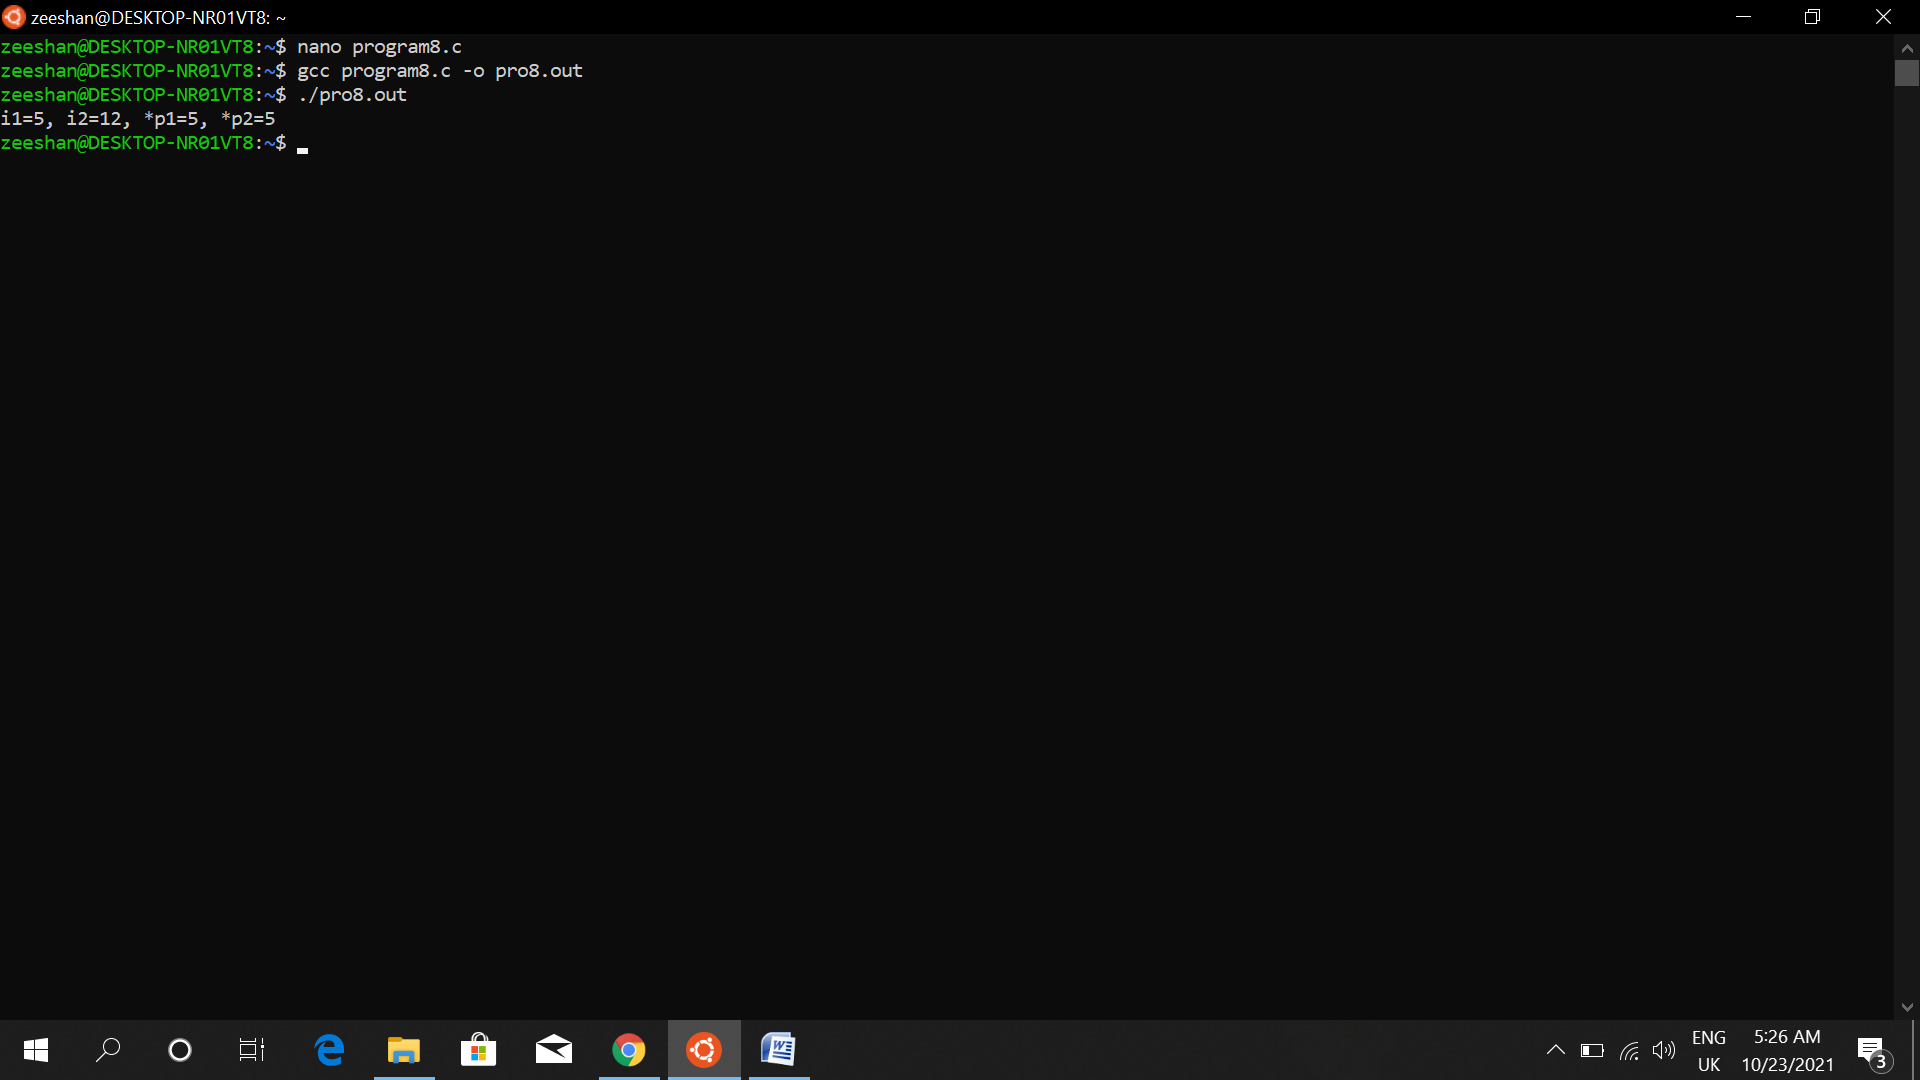 zeeshan@DESKTOP-NR01VT8: ~
zeeshan@DESKTOP-NR01VT8:~$ nano program8.c
zeeshan@DESKTOP-NR01VT8:~$ gcc program8.c -o pro8.out
zeeshan@DESKTOP-NR01VT8:~$ ./pro8.out
i1=5, i2=12, *p1=5, *p2=5
zeeshan@DESKTOP-NR01VT8:~$
ENG
UK
5:26 AM
10/23/2021
3